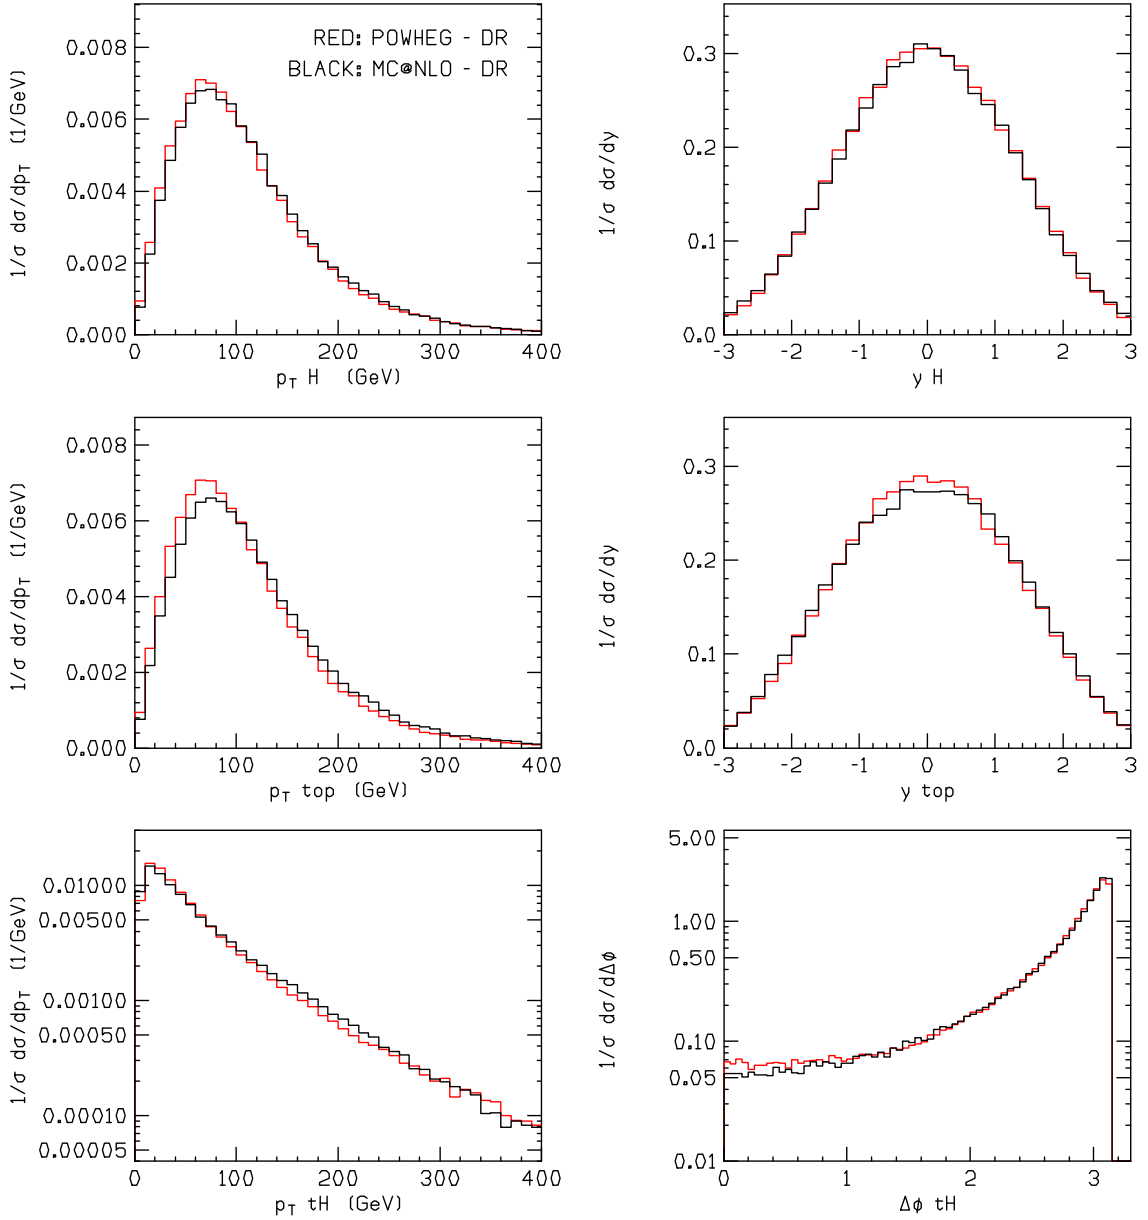 RED: POWHEG - DR
BLACK: MC@NLO - DR
1/σ dσ/dp_T (1/GeV)
0.008
0.006
0.004
0.002
0.000
0 100 200 300 400
p_T H (GeV)
1/σ dσ/dy
0.3
0.2
0.1
0.0
-3 -2 -1 0 1 2 3
y H
1/σ dσ/dp_T (1/GeV)
0.008
0.006
0.004
0.002
0.000
0 100 200 300 400
p_T top (GeV)
1/σ dσ/dy
0.3
0.2
0.1
0.0
-3 -2 -1 0 1 2 3
y top
1/σ dσ/dp_T (1/GeV)
0.01000
0.00500
0.00100
0.00050
0.00010
0.00005
0 100 200 300 400
p_T tH (GeV)
1/σ dσ/dΔϕ
5.00
1.00
0.50
0.10
0.05
0.01
0 1 2 3
Δϕ tH